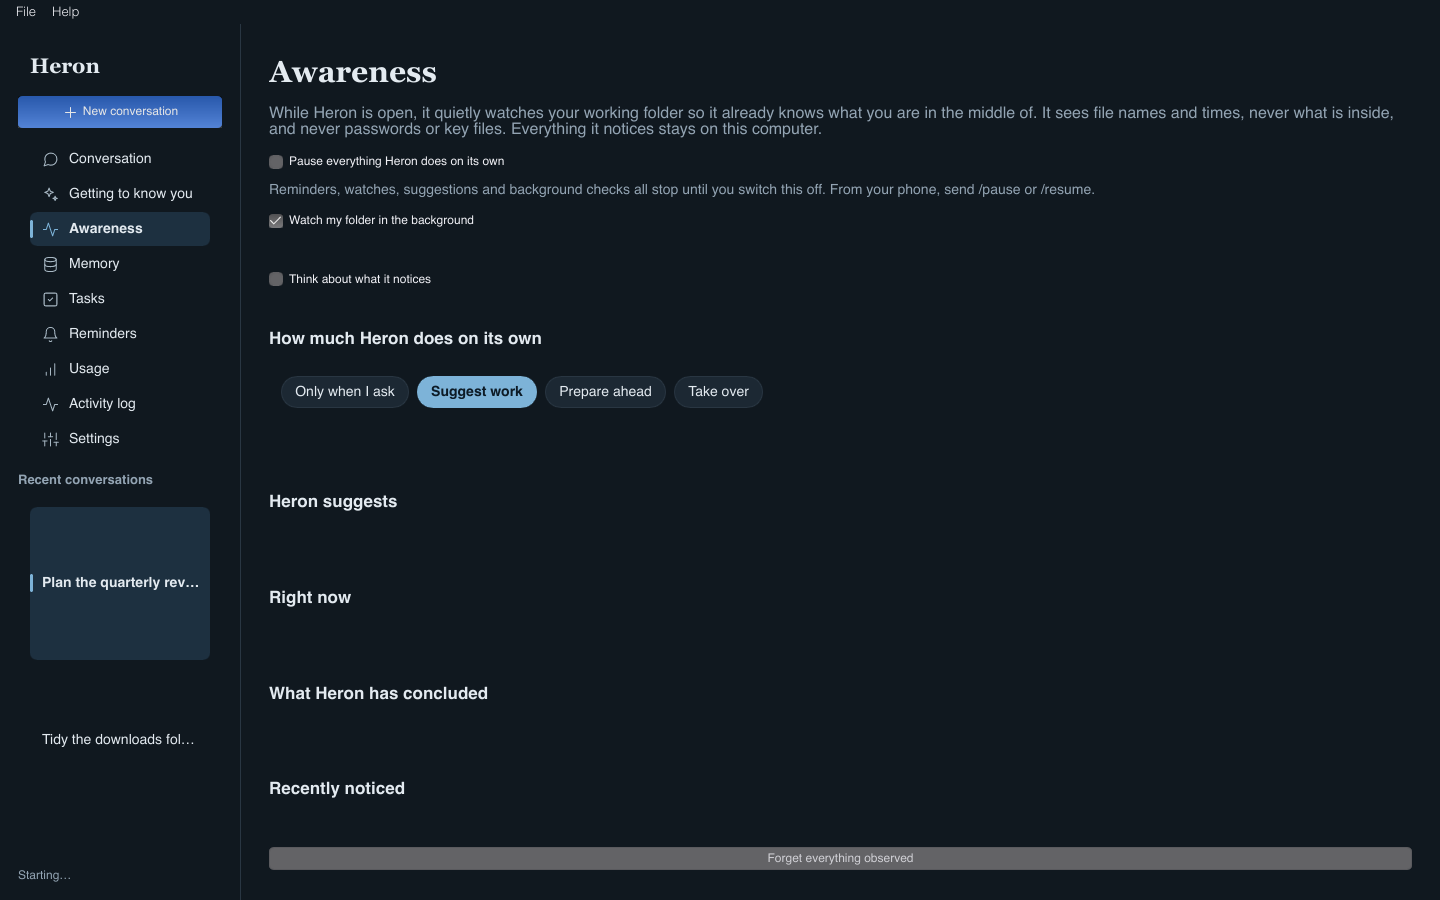 File Help
Heron
New conversation
Conversation
Getting to know you
Awareness
Memory
Tasks
Reminders
Usage
Activity log
Settings
Recent conversations
Plan the quarterly rev…
Tidy the downloads fol…
Starting…
Awareness
While Heron is open, it quietly watches your working folder so it already knows what you are in the middle of. It sees file names and times, never what is inside,
and never passwords or key files. Everything it notices stays on this computer.
Pause everything Heron does on its own
Reminders, watches, suggestions and background checks all stop until you switch this off. From your phone, send /pause or /resume.
Watch my folder in the background
Think about what it notices
How much Heron does on its own
Only when I ask Suggest work Prepare ahead Take over
Heron suggests
Right now
What Heron has concluded
Recently noticed
Forget everything observed